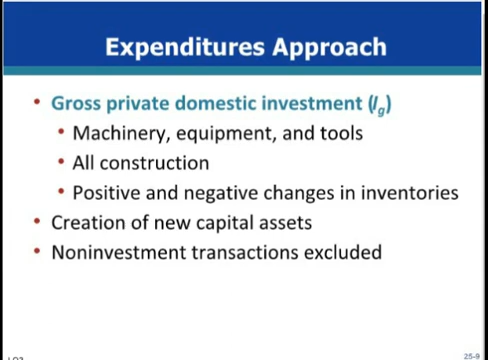 Expenditures Approach
• Gross private domestic investment (Ig)
• Machinery, equipment, and tools
• All construction
• Positive and negative changes in inventories
• Creation of new capital assets
• Noninvestment transactions excluded
25-9